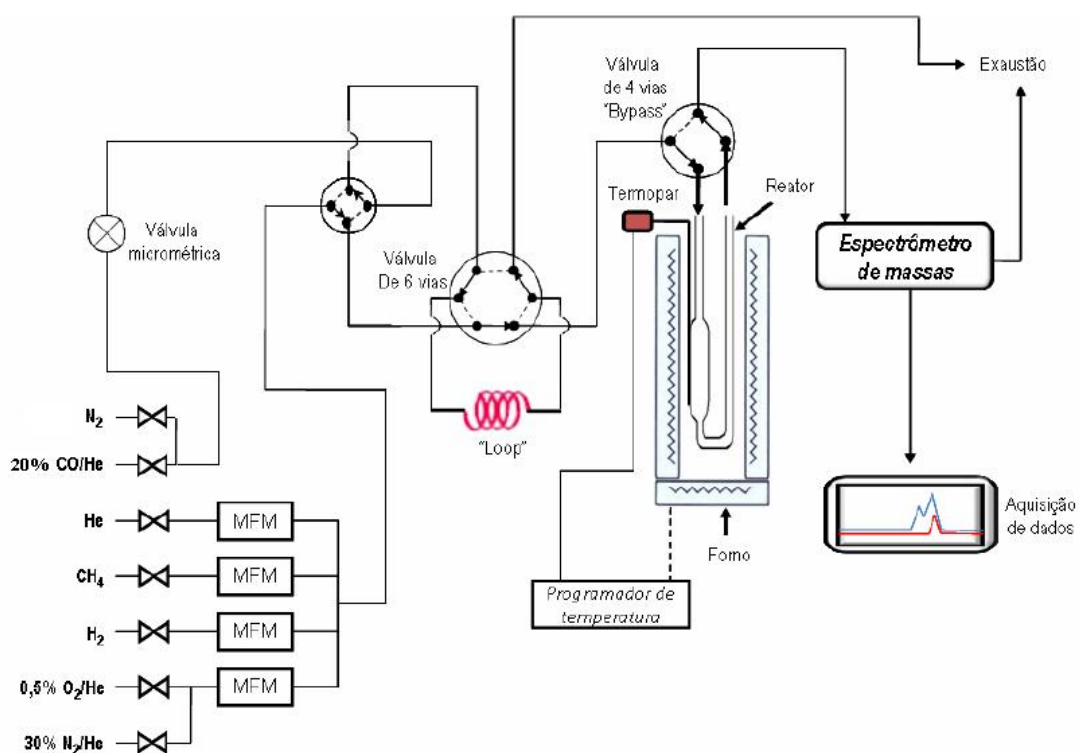 Válvula
de 4 vias
"Bypass"
Exaustão
Termopar
Reator
Válvula
micrométrica
Válvula
De 6 vias
Espectrômetro
de massas
N2
20% CO/He
"Loop"
He
MFM
CH4
MFM
H2
MFM
0,5% O2/He
MFM
30% N2/He
Forno
Programador de
temperatura
Aquisição
de dados